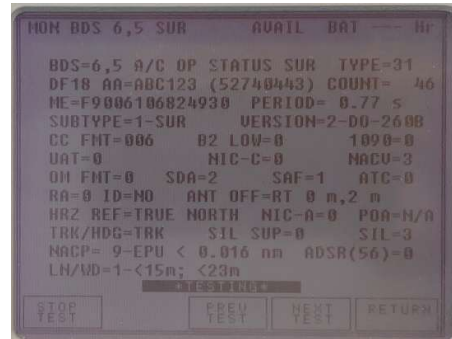 MON BDS 6,5 SUR AVAIL BAT --- Hr
BDS=6,5 A/C OP STATUS SUR TYPE=31
DF18 AA=ABC123 (52740443) COUNT= 46
ME=F9006106824930 PERIOD= 0.77 s
SUBTYPE=1-SUR VERSION=2-DO-260B
CC FMT=006 B2 LOW=0 1090=0
UAT=0 NIC-C=0 NACV=3
OM FMT=0 SDA=2 SAF=1 ATC=0
RA=0 ID=NO ANT OFF=RT 0 m,2 m
HRZ REF=TRUE NORTH NIC-A=0 POA=N/A
TRK/HDG=TRK SIL SUP=0 SIL=3
NACP= 9-EPU < 0.016 nm ADSR(56)=0
LN/WD=1-<15m; <23m
*TESTING*
STOP TEST PREV TEST NEXT TEST RETURN